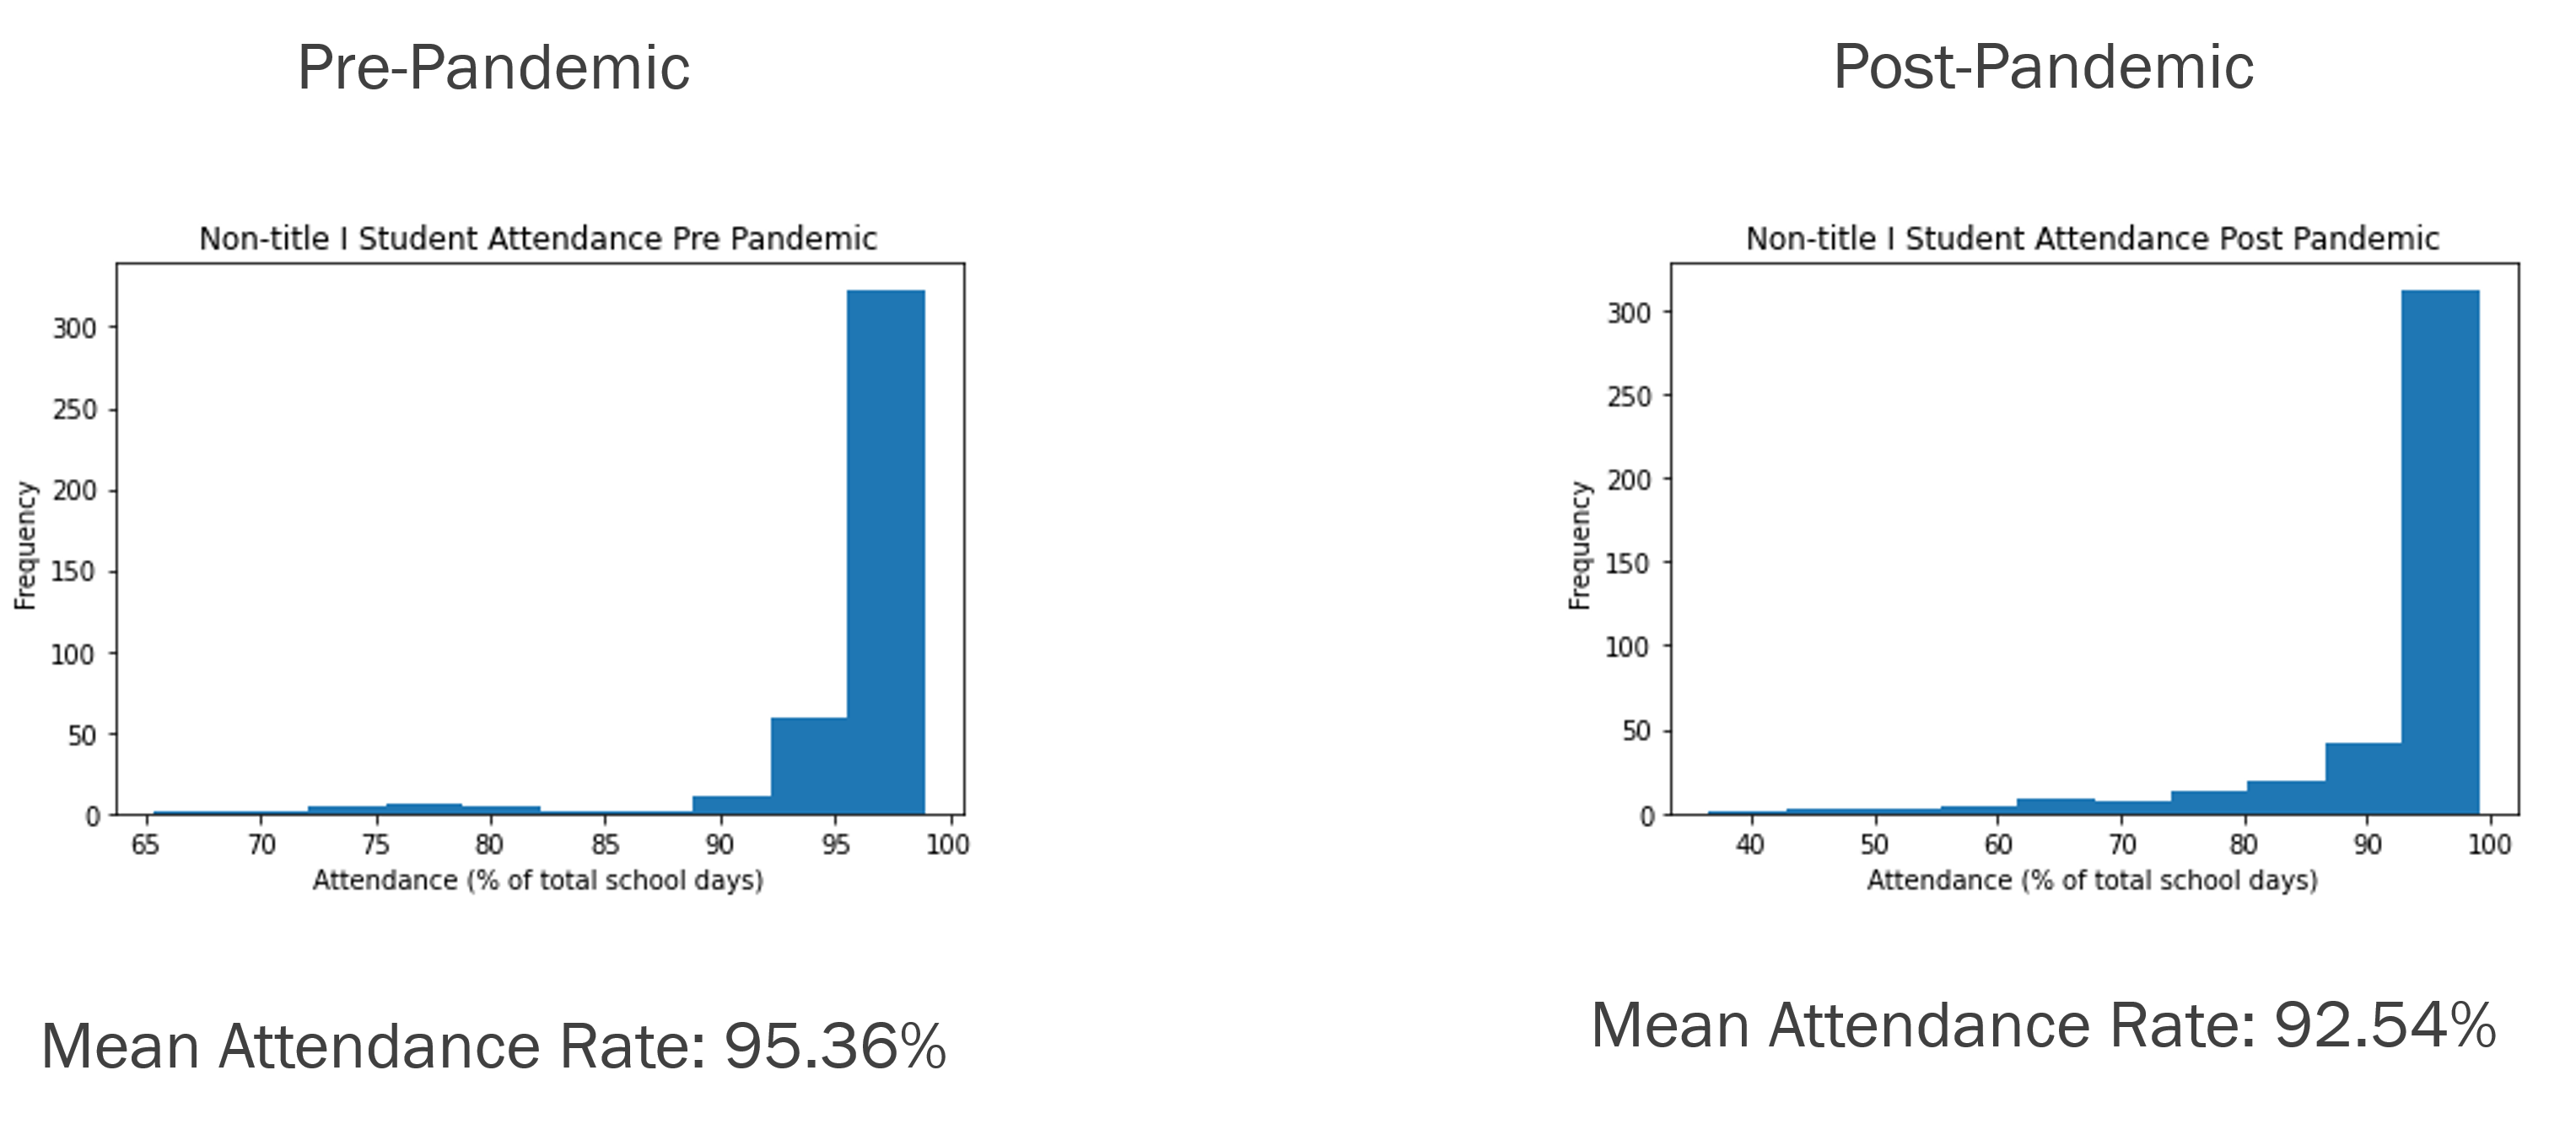 Pre-Pandemic
Post-Pandemic
Non-title I Student Attendance Pre Pandemic
300
250
200
150
100
50
0
Frequency
65 70 75 80 85 90 95 100
Attendance (% of total school days)
Mean Attendance Rate: 95.36%
Non-title I Student Attendance Post Pandemic
300
250
200
150
100
50
0
Frequency
40 50 60 70 80 90 100
Attendance (% of total school days)
Mean Attendance Rate: 92.54%